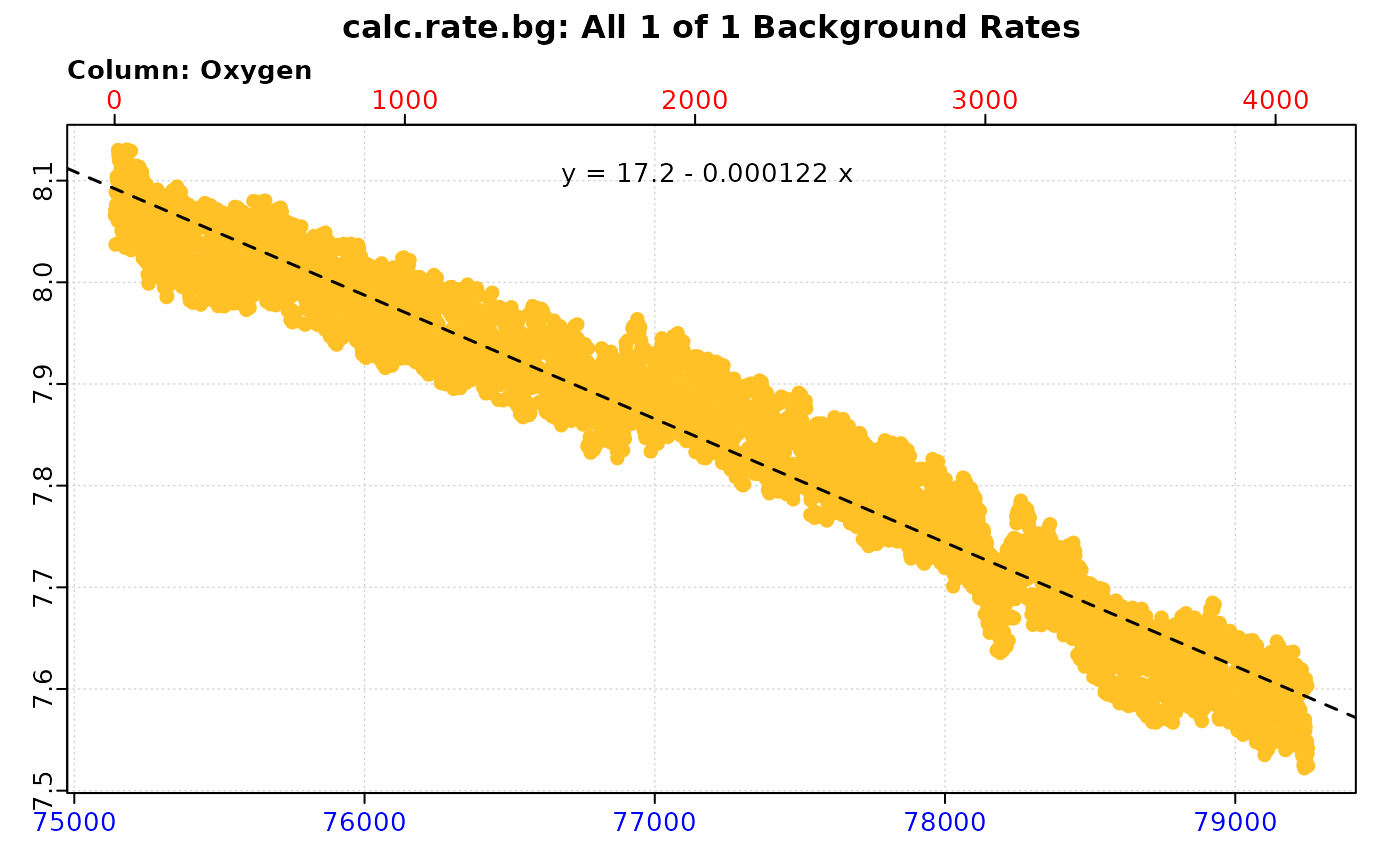 calc.rate.bg: All 1 of 1 Background Rates
Column: Oxygen
0 1000 2000 3000 4000
y = 17.2 - 0.000122 x
8.1
8.0
7.9
7.8
7.7
7.6
7.5
75000 76000 77000 78000 79000